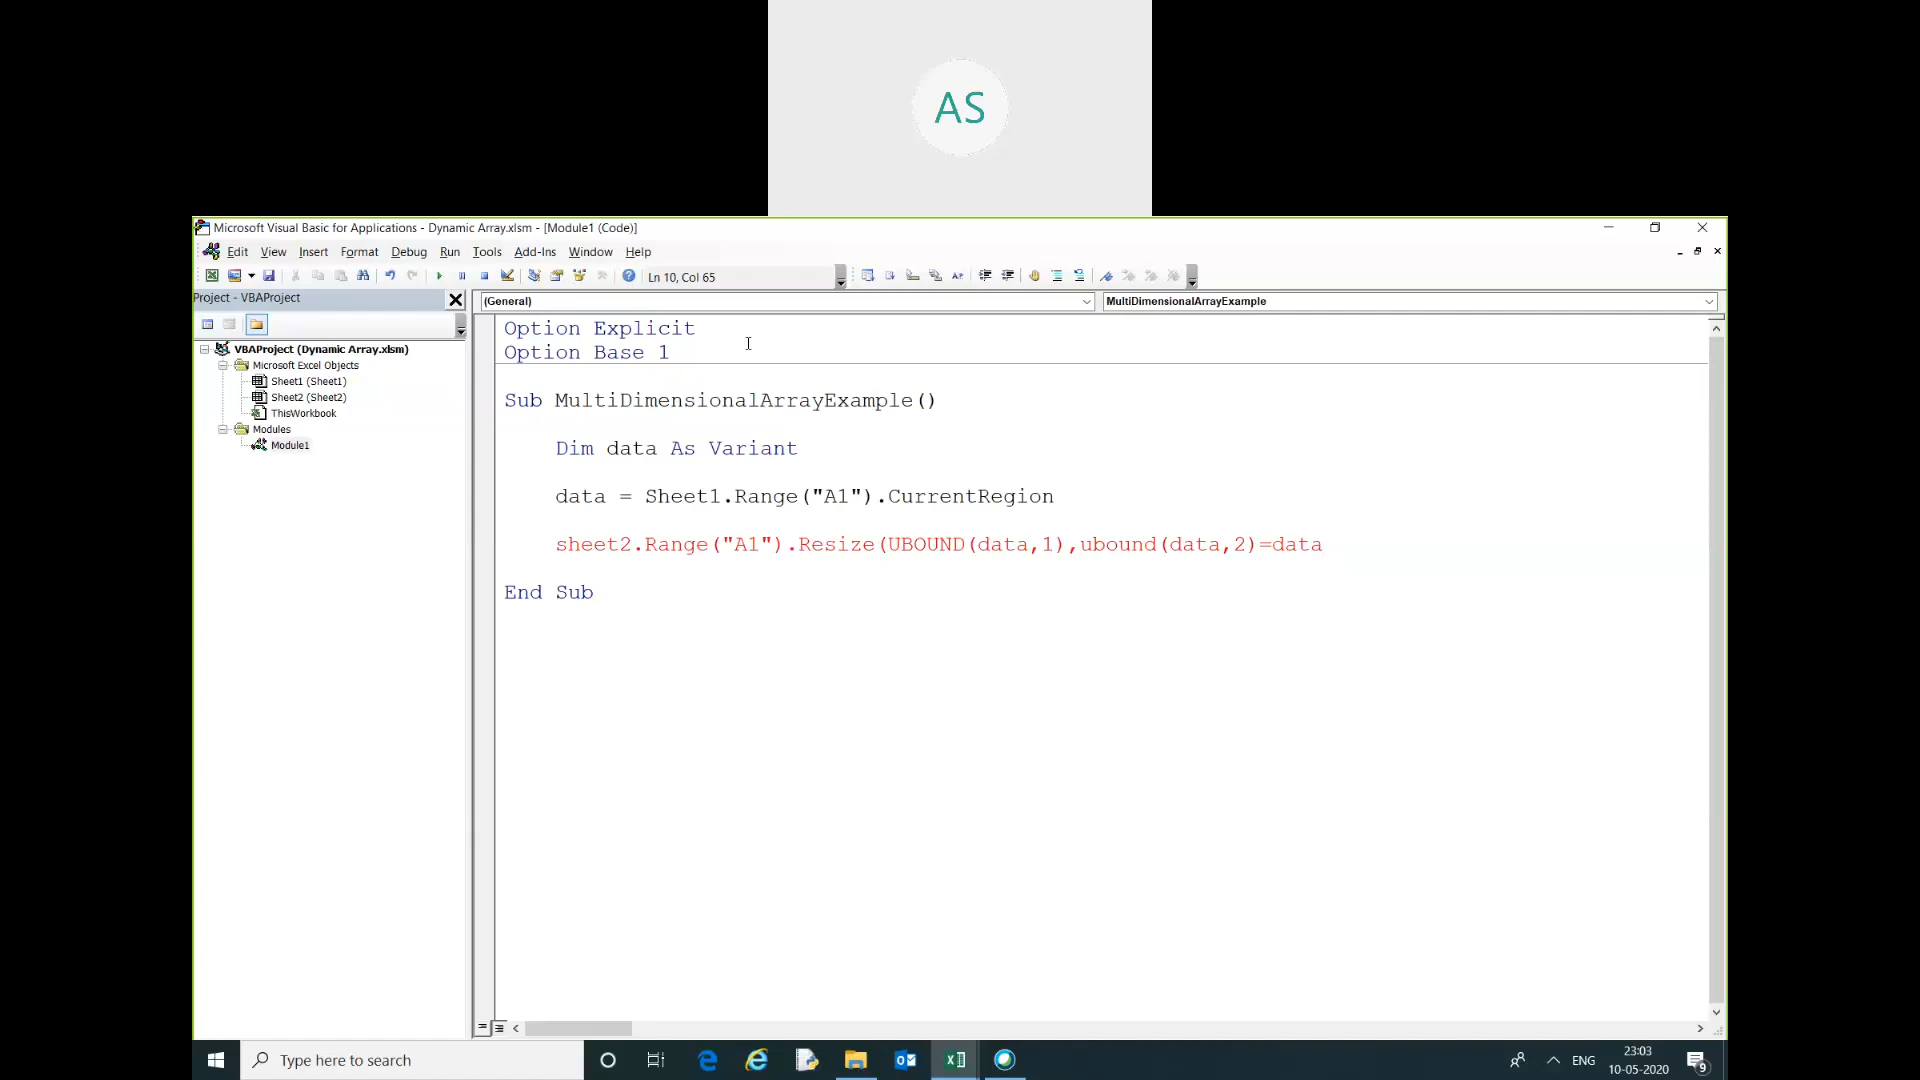 AS
Microsoft Visual Basic for Applications - Dynamic Array.xlsm - [Module1 (Code)]
Edit View Insert Format Debug Run Tools Add-Ins Window Help
Ln 10, Col 65
Project - VBAProject
(General)
MultiDimensionalArrayExample
VBAProject (Dynamic Array.xlsm)
Microsoft Excel Objects
Sheet1 (Sheet1)
Sheet2 (Sheet2)
ThisWorkbook
Modules
Module1
Option Explicit
Option Base 1
Sub MultiDimensionalArrayExample()
Dim data As Variant
data = Sheet1.Range("A1").CurrentRegion
sheet2.Range("A1").Resize(UBOUND(data,1),ubound(data,2)=data
End Sub
Type here to search
ENG
23:03
10-05-2020
9